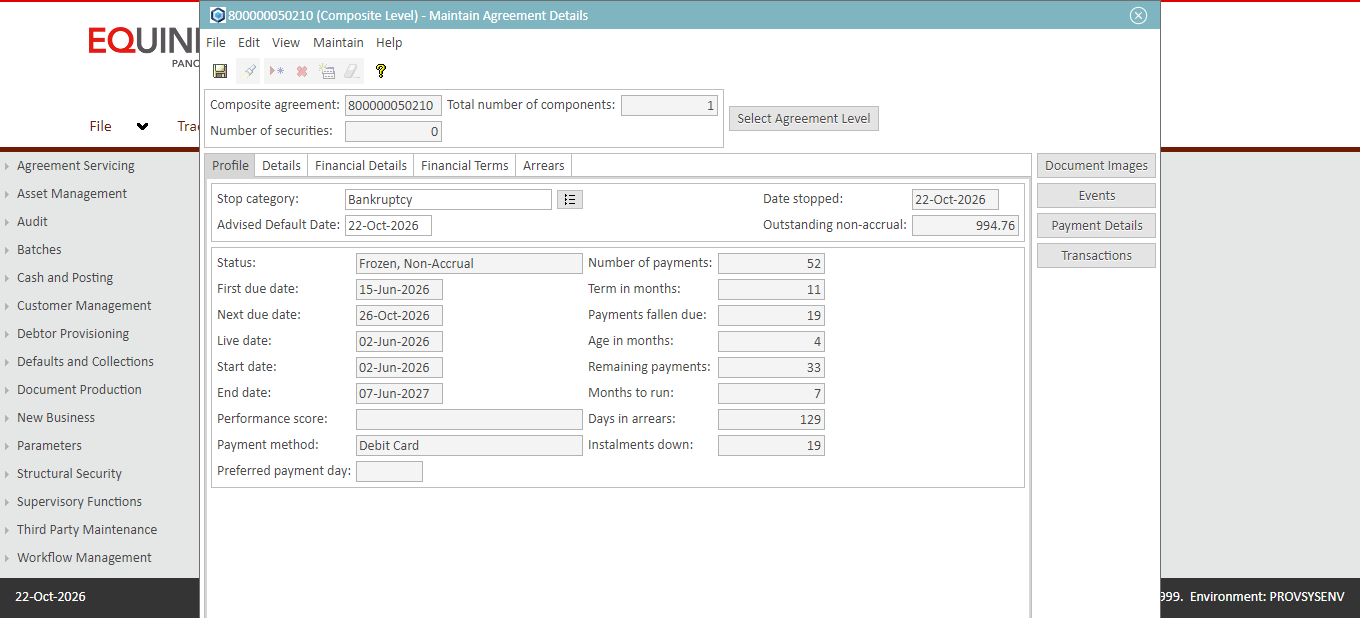 800000050210 (Composite Level) - Maintain Agreement Details
EQUIN
PANO
File Edit View Maintain Help
File
Composite agreement: 800000050210 Total number of components: 1
Number of securities: 0
Select Agreement Level
Profile Details Financial Details Financial Terms Arrears
Stop category: Bankruptcy Date stopped: 22-Oct-2026
Advised Default Date: 22-Oct-2026 Outstanding non-accrual: 994.76
Status: Frozen, Non-Accrual Number of payments: 52
First due date: 15-Jun-2026 Term in months: 11
Next due date: 26-Oct-2026 Payments fallen due: 19
Live date: 02-Jun-2026 Age in months: 4
Start date: 02-Jun-2026 Remaining payments: 33
End date: 07-Jun-2027 Months to run: 7
Performance score: Days in arrears: 129
Payment method: Debit Card Instalments down: 19
Preferred payment day:
Document Images
Events
Payment Details
Transactions
Agreement Servicing
Asset Management
Audit
Batches
Cash and Posting
Customer Management
Debtor Provisioning
Defaults and Collections
Document Production
New Business
Parameters
Structural Security
Supervisory Functions
Third Party Maintenance
Workflow Management
22-Oct-2026
999. Environment: PROVSYSENV